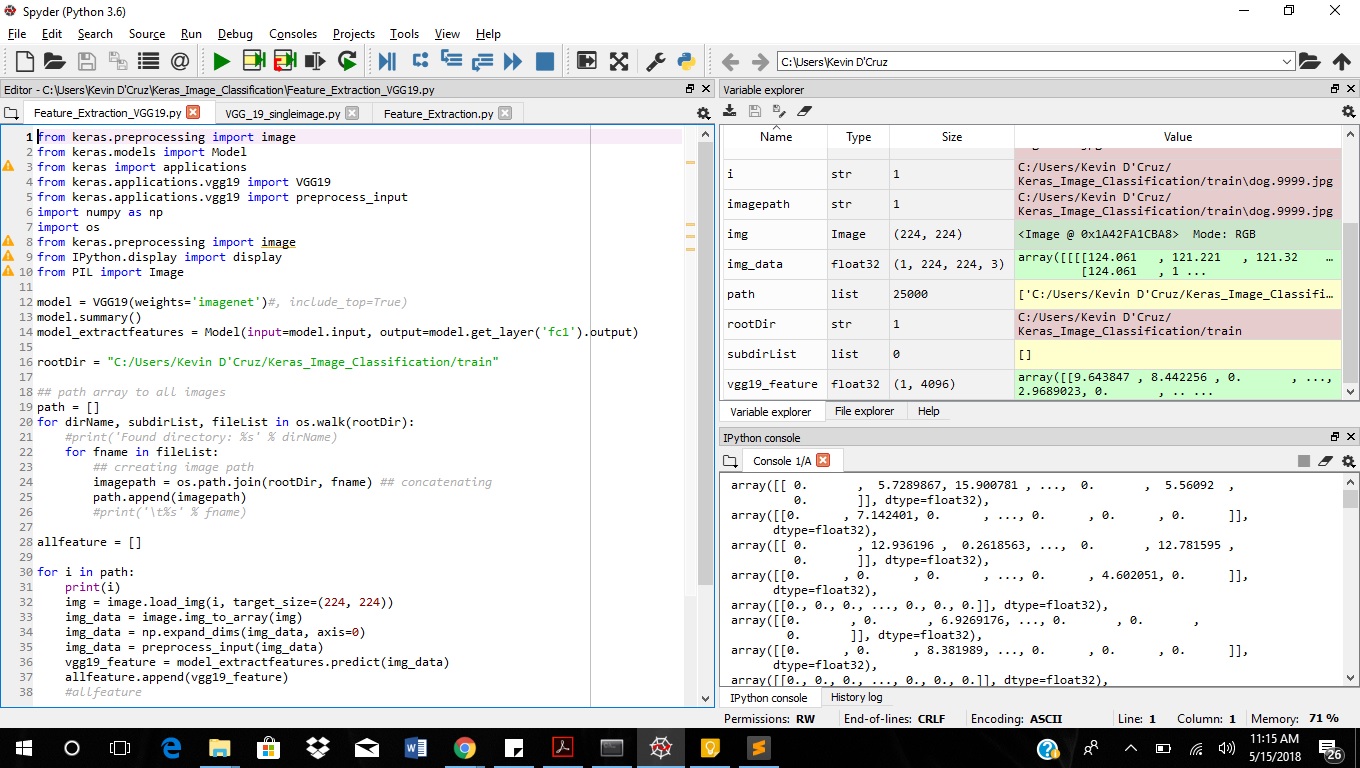 Spyder (Python 3.6)
File Edit Search Source Run Debug Consoles Projects Tools View Help
C:\Users\Kevin D'Cruz
Editor - C:\Users\Kevin D'Cruz\Keras_Image_Classification\Feature_Extraction_VGG19.py
Feature_Extraction_VGG19.py VGG_19_singleimage.py Feature_Extraction.py
1 from keras.preprocessing import image
2 from keras.models import Model
3 from keras import applications
4 from keras.applications.vgg19 import VGG19
5 from keras.applications.vgg19 import preprocess_input
6 import numpy as np
7 import os
8 from keras.preprocessing import image
9 from IPython.display import display
10 from PIL import Image
11
12 model = VGG19(weights='imagenet')#, include_top=True)
13 model.summary()
14 model_extractfeatures = Model(input=model.input, output=model.get_layer('fc1').output)
15
16 rootDir = "C:/Users/Kevin D'Cruz/Keras_Image_Classification/train"
17
18 ## path array to all images
19 path = []
20 for dirName, subdirList, fileList in os.walk(rootDir):
21     #print('Found directory: %s' % dirName)
22     for fname in fileList:
23         ## crreating image path
24         imagepath = os.path.join(rootDir, fname) ## concatenating
25         path.append(imagepath)
26         #print('\t%s' % fname)
27
28 allfeature = []
29
30 for i in path:
31     print(i)
32     img = image.load_img(i, target_size=(224, 224))
33     img_data = image.img_to_array(img)
34     img_data = np.expand_dims(img_data, axis=0)
35     img_data = preprocess_input(img_data)
36     vgg19_feature = model_extractfeatures.predict(img_data)
37     allfeature.append(vgg19_feature)
38     #allfeature
Variable explorer
Name Type Size Value
i str 1 C:/Users/Kevin D'Cruz/
Keras_Image_Classification/train\dog.9999.jpg
imagepath str 1 C:/Users/Kevin D'Cruz/
Keras_Image_Classification/train\dog.9999.jpg
img Image (224, 224) <Image @ 0x1A42FA1CBA8> Mode: RGB
img_data float32 (1, 224, 224, 3) array([[[[124.061 , 121.221 , 121.32 …
[124.061 , 1 ...
path list 25000 ['C:/Users/Kevin D'Cruz/Keras_Image_Classifi…
rootDir str 1 C:/Users/Kevin D'Cruz/
Keras_Image_Classification/train
subdirList list 0 []
vgg19_feature float32 (1, 4096) array([[9.643847 , 8.442256 , 0. , ...,
2.9689023, 0. , .. ...
Variable explorer File explorer Help
IPython console
Console 1/A
array([[ 0. , 5.7289867, 15.900781 , ..., 0. , 5.56092 ,
0. ]], dtype=float32),
array([[0. , 7.142401, 0. , ..., 0. , 0. , 0. ]],
dtype=float32),
array([[ 0. , 12.936196 , 0.2618563, ..., 0. , 12.781595 ,
0. ]], dtype=float32),
array([[0. , 0. , 0. , ..., 0. , 4.602051, 0. ]],
dtype=float32),
array([[0., 0., 0., ..., 0., 0., 0.]], dtype=float32),
array([[0. , 0. , 6.9269176, ..., 0. , 0. ,
0. ]], dtype=float32),
array([[0. , 0. , 8.381989, ..., 0. , 0. , 0. ]],
dtype=float32),
array([[0., 0., 0., ..., 0., 0., 0.]], dtype=float32),
IPython console History log
Permissions: RW End-of-lines: CRLF Encoding: ASCII Line: 1 Column: 1 Memory: 71 %
11:15 AM
5/15/2018
26